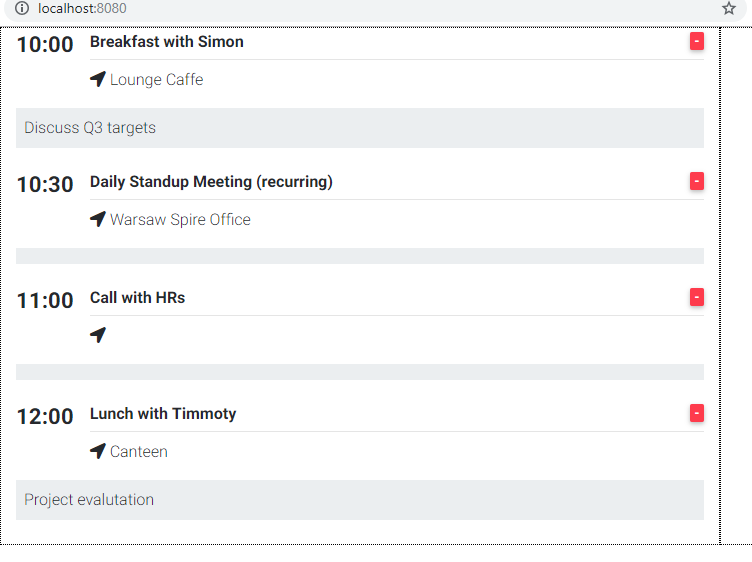 localhost:8080
10:00 Breakfast with Simon -
Lounge Caffe
Discuss Q3 targets
10:30 Daily Standup Meeting (recurring) -
Warsaw Spire Office
11:00 Call with HRs -
12:00 Lunch with Timmoty -
Canteen
Project evalutation